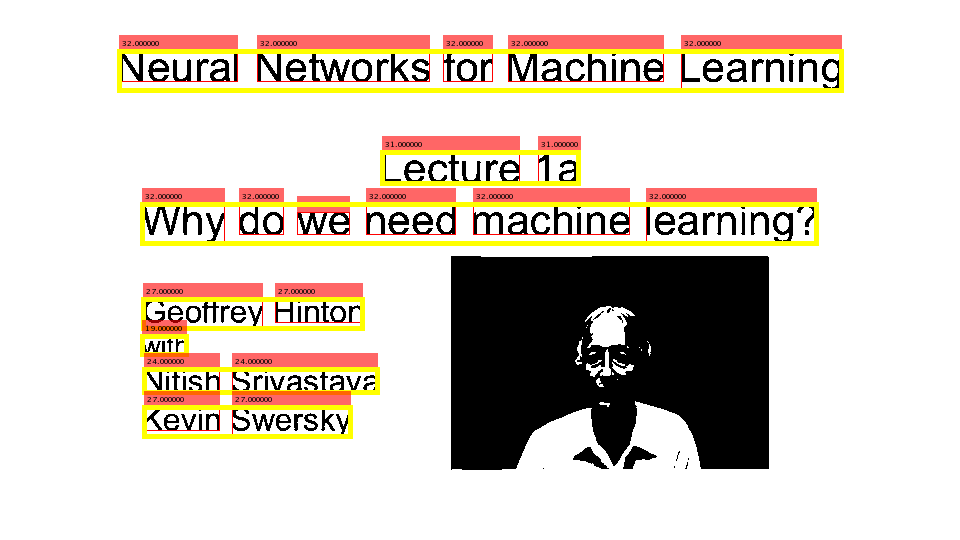 32.000000 32.000000 32.000000 32.000000 32.000000
Neural Networks for Machine Learning
31.000000 31.000000
Lecture 1a
32.000000 32.000000 32.000000 32.000000 32.000000
Why do we need machine learning?
27.000000 27.000000
Geoffrey Hinton
19.000000
with
24.000000 24.000000
Nitish Srivastava
27.000000 27.000000
Kevin Swersky